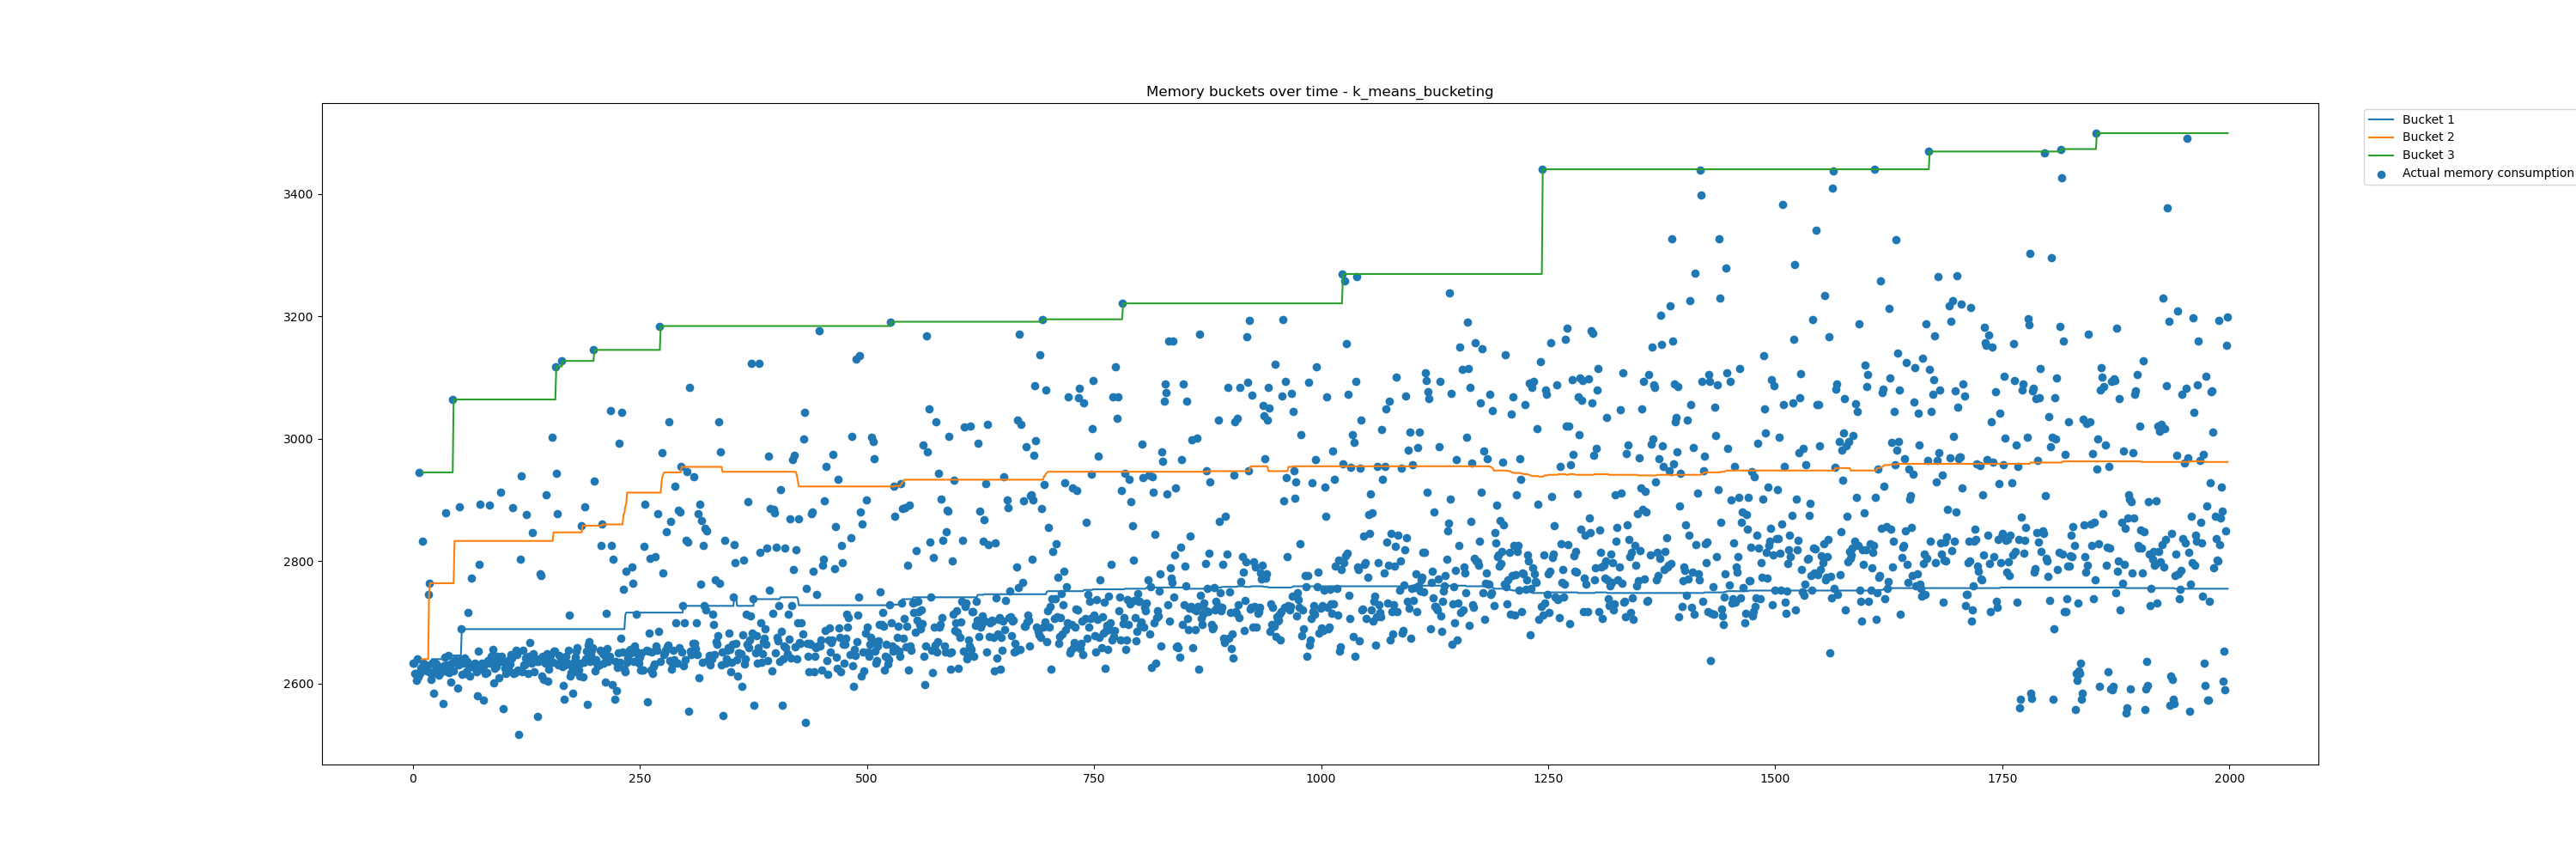 Memory buckets over time - k_means_bucketing
Bucket 1
Bucket 2
Bucket 3
Actual memory consumption
3400
3200
3000
2800
2600
0 250 500 750 1000 1250 1500 1750 2000